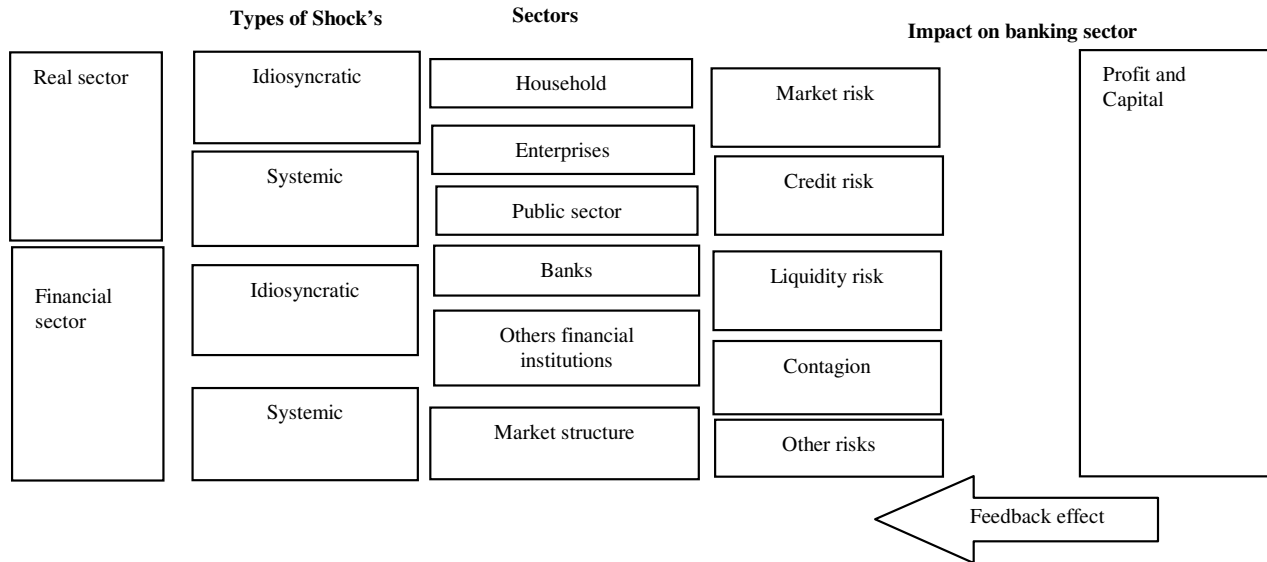 Types of Shock's
Sectors
Impact on banking sector
Real sector
Financial
sector
Idiosyncratic
Systemic
Idiosyncratic
Systemic
Household
Enterprises
Public sector
Banks
Others financial
institutions
Market structure
Market risk
Credit risk
Liquidity risk
Contagion
Other risks
Profit and
Capital
Feedback effect